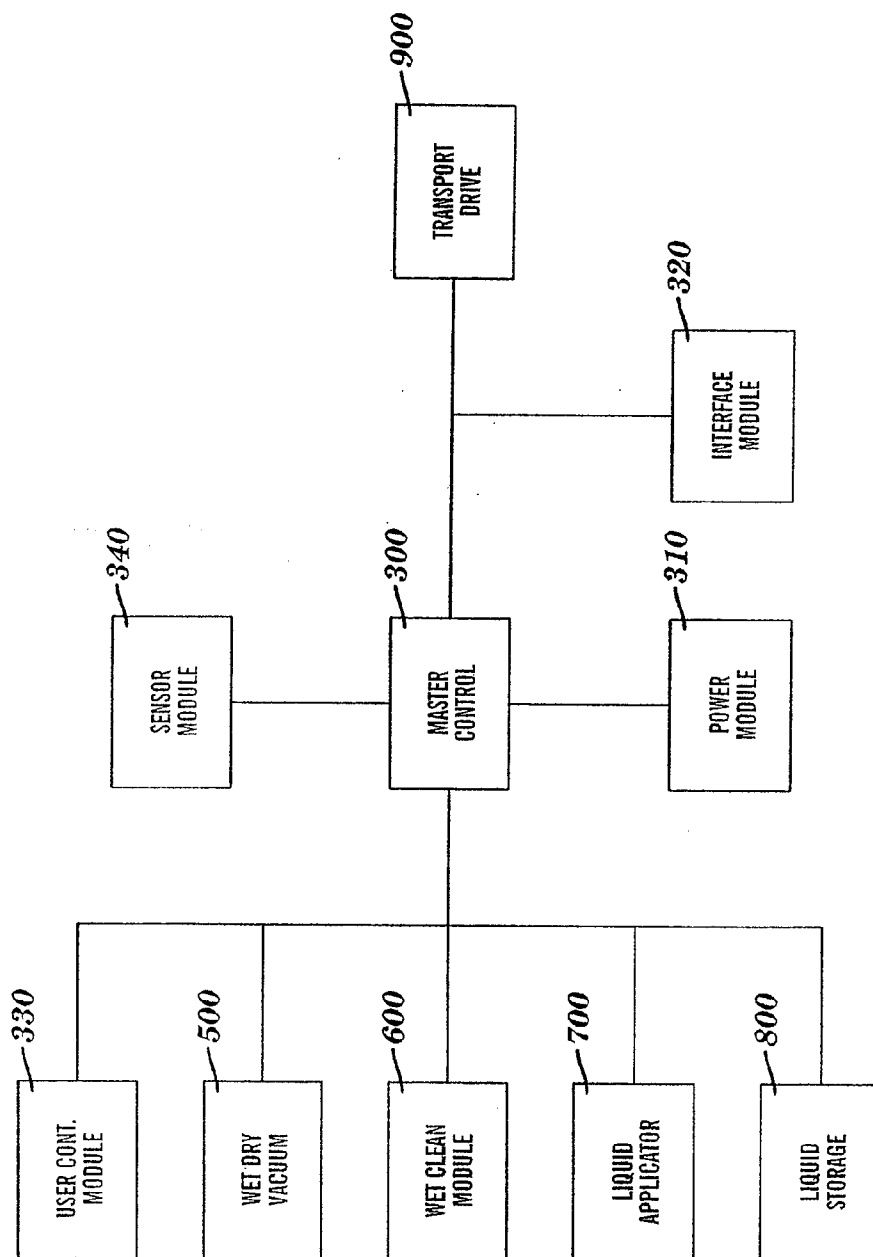 330
USER CONT.
MODULE
500
WET DRY
VACUUM
600
WET CLEAN
MODULE
700
LIQUID
APPLICATOR
800
LIQUID
STORAGE
340
SENSOR
MODULE
300
MASTER
CONTROL
310
POWER
MODULE
900
TRANSPORT
DRIVE
320
INTERFACE
MODULE